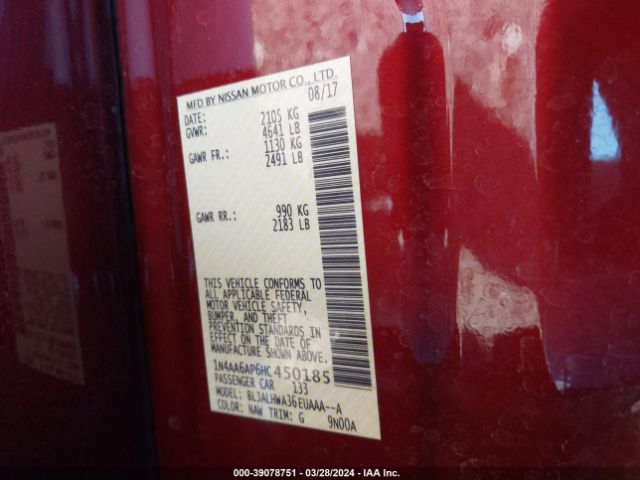 MFD BY NISSAN MOTOR CO., LTD.
DATE: 08/17
GVWR: 2105 KG
4641 LB
GAWR FR.: 1130 KG
2491 LB
GAWR RR.: 990 KG
2183 LB
THIS VEHICLE CONFORMS TO
ALL APPLICABLE FEDERAL
MOTOR VEHICLE SAFETY,
BUMPER, AND THEFT
PREVENTION STANDARDS IN
EFFECT ON THE DATE OF
MANUFACTURE SHOWN ABOVE.
1N4AA6AP6HC450185
PASSENGER CAR 133
MODEL: BLJALHWA36EUAAA--A
COLOR: NAW TRIM: G 9N00A
000-39078751 | 03/28/2024 - IAA Inc.